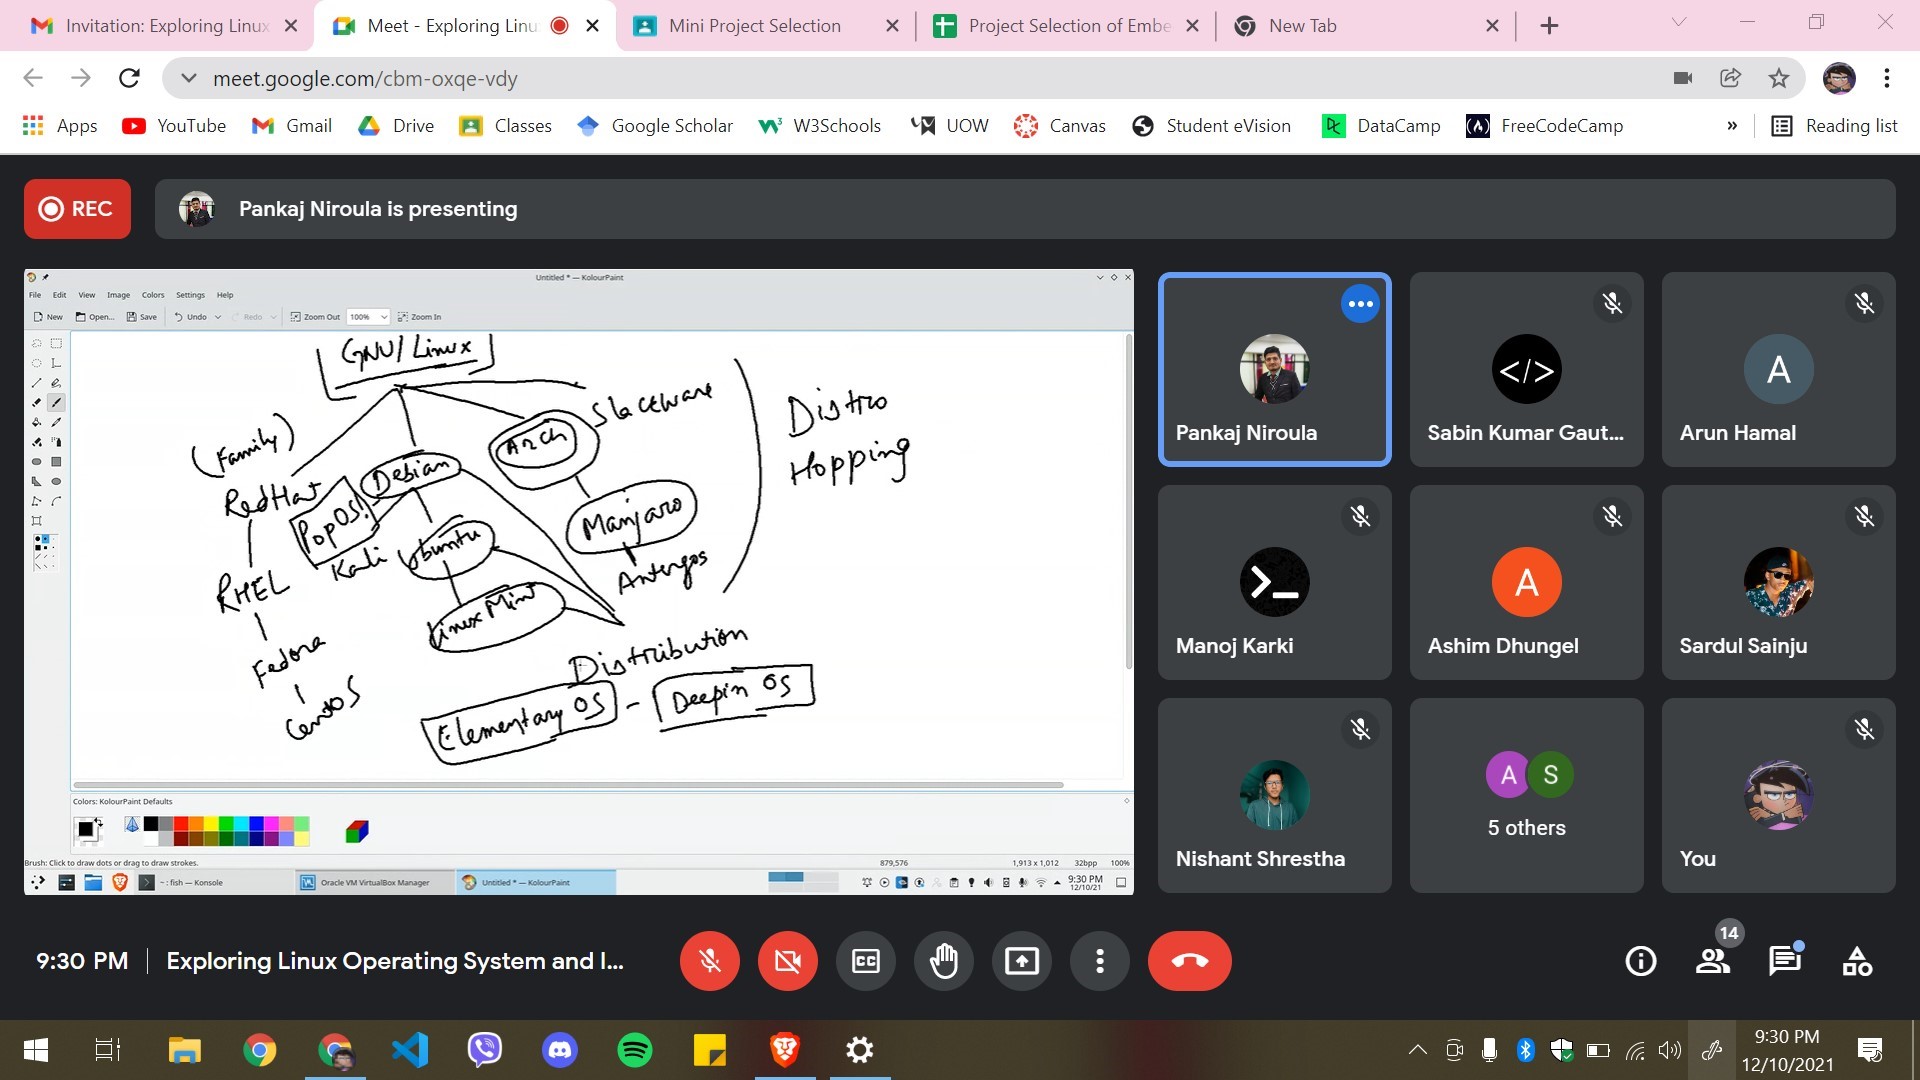 Invitation: Exploring Linux
Meet - Exploring Linu
Mini Project Selection
Project Selection of Embe
New Tab
meet.google.com/cbm-oxqe-vdy
Apps
YouTube
Gmail
Drive
Classes
Google Scholar
W3Schools
UOW
Canvas
Student eVision
DataCamp
FreeCodeCamp
»
Reading list
REC
Pankaj Niroula is presenting
Untitled * — KolourPaint
File Edit View Image Colors Settings Help
New Open... Save Undo Redo Zoom Out 100% Zoom In
GNU/Linux
(Family)
RedHat
Debian
Arch
Slackware
Distro
Hopping
PopOS!
Kali
Ubuntu
Manjaro
Antergos
RHEL
Linux Mint
Fedora
CentOS
Distribution
Elementary OS - Deepin OS
Colors: KolourPaint Defaults
Brush: Click to draw dots or drag to draw strokes.
879,576
1,913 x 1,012
32bpp
100%
~ : fish — Konsole
Oracle VM VirtualBox Manager
Untitled * — KolourPaint
9:30 PM
12/10/21
Pankaj Niroula
</>
Sabin Kumar Gaut...
A
Arun Hamal
>_
Manoj Karki
A
Ashim Dhungel
Sardul Sainju
Nishant Shrestha
A S
5 others
You
9:30 PM
Exploring Linux Operating System and I...
CC
14
9:30 PM
12/10/2021